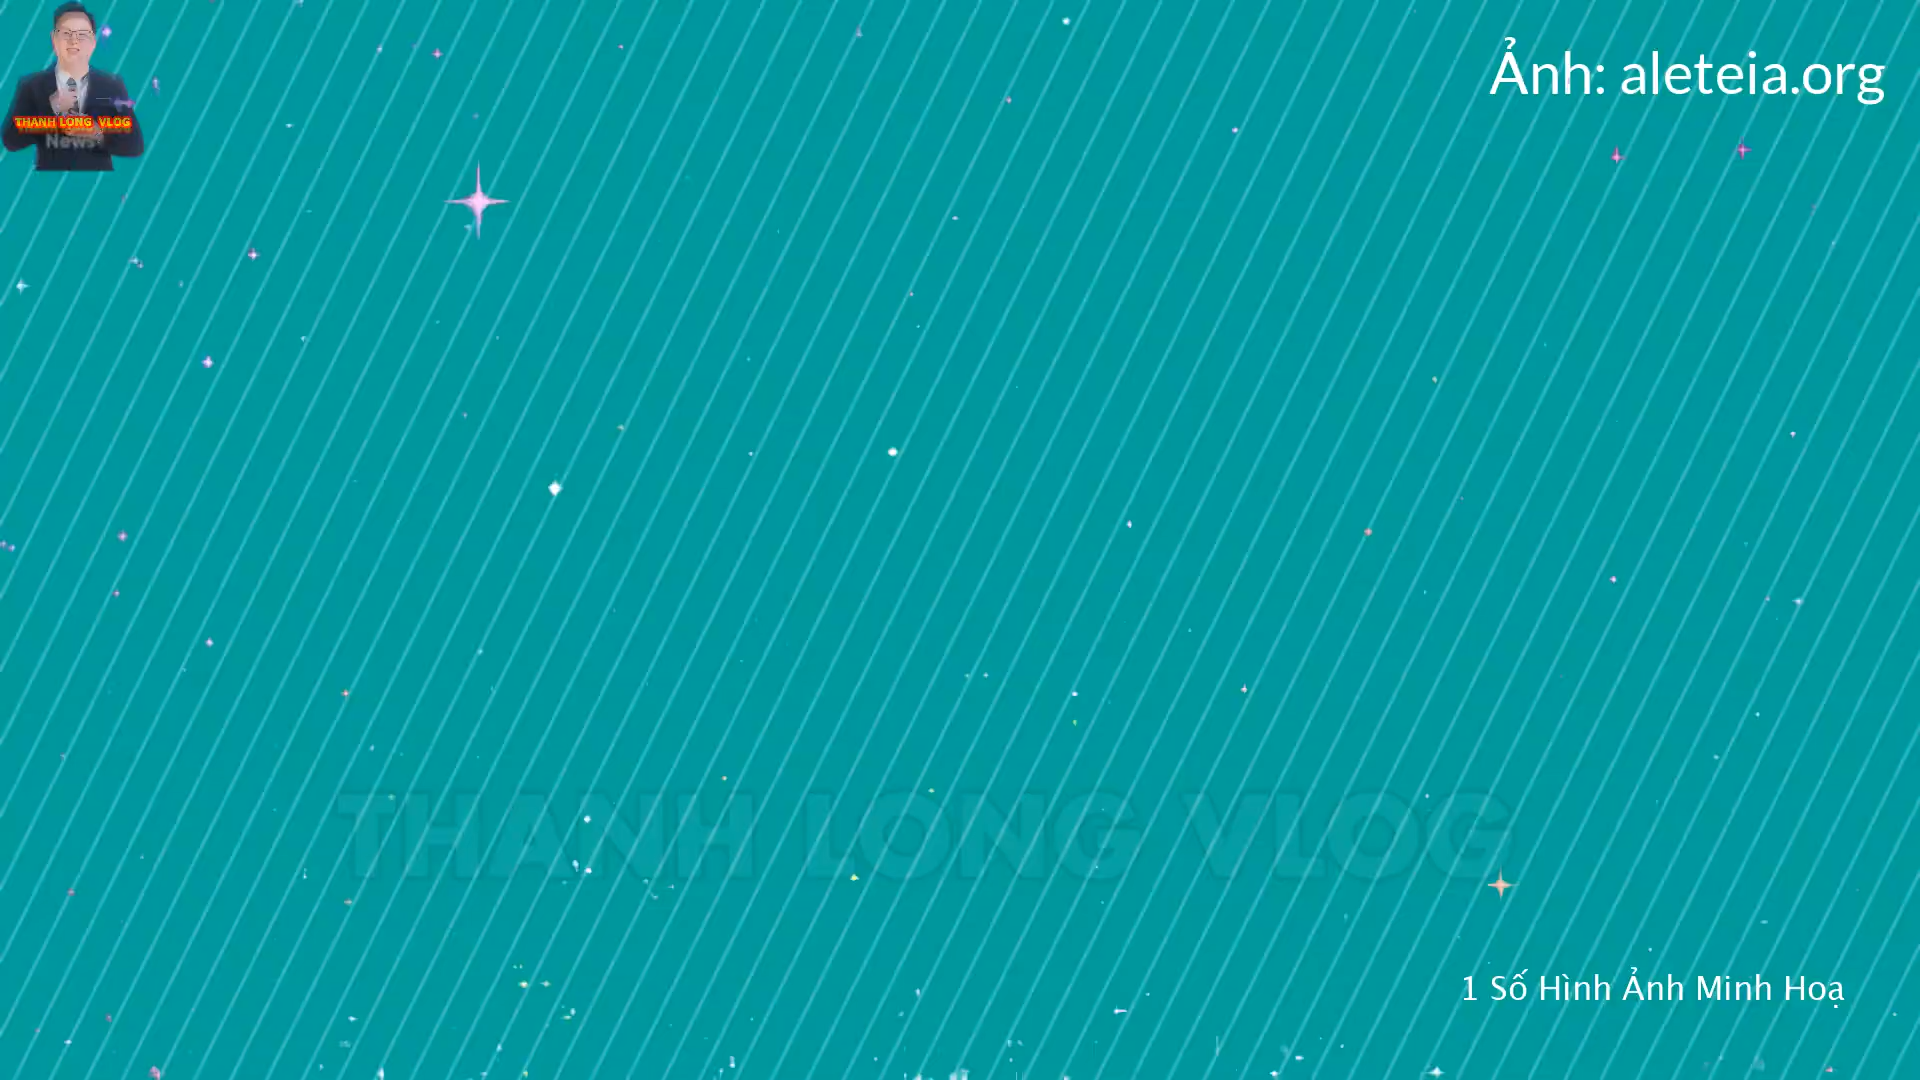 Ảnh: aleteia.org
THANH LONG VLOG
News
THANH LONG VLOG
1 Số Hình Ảnh Minh Hoạ